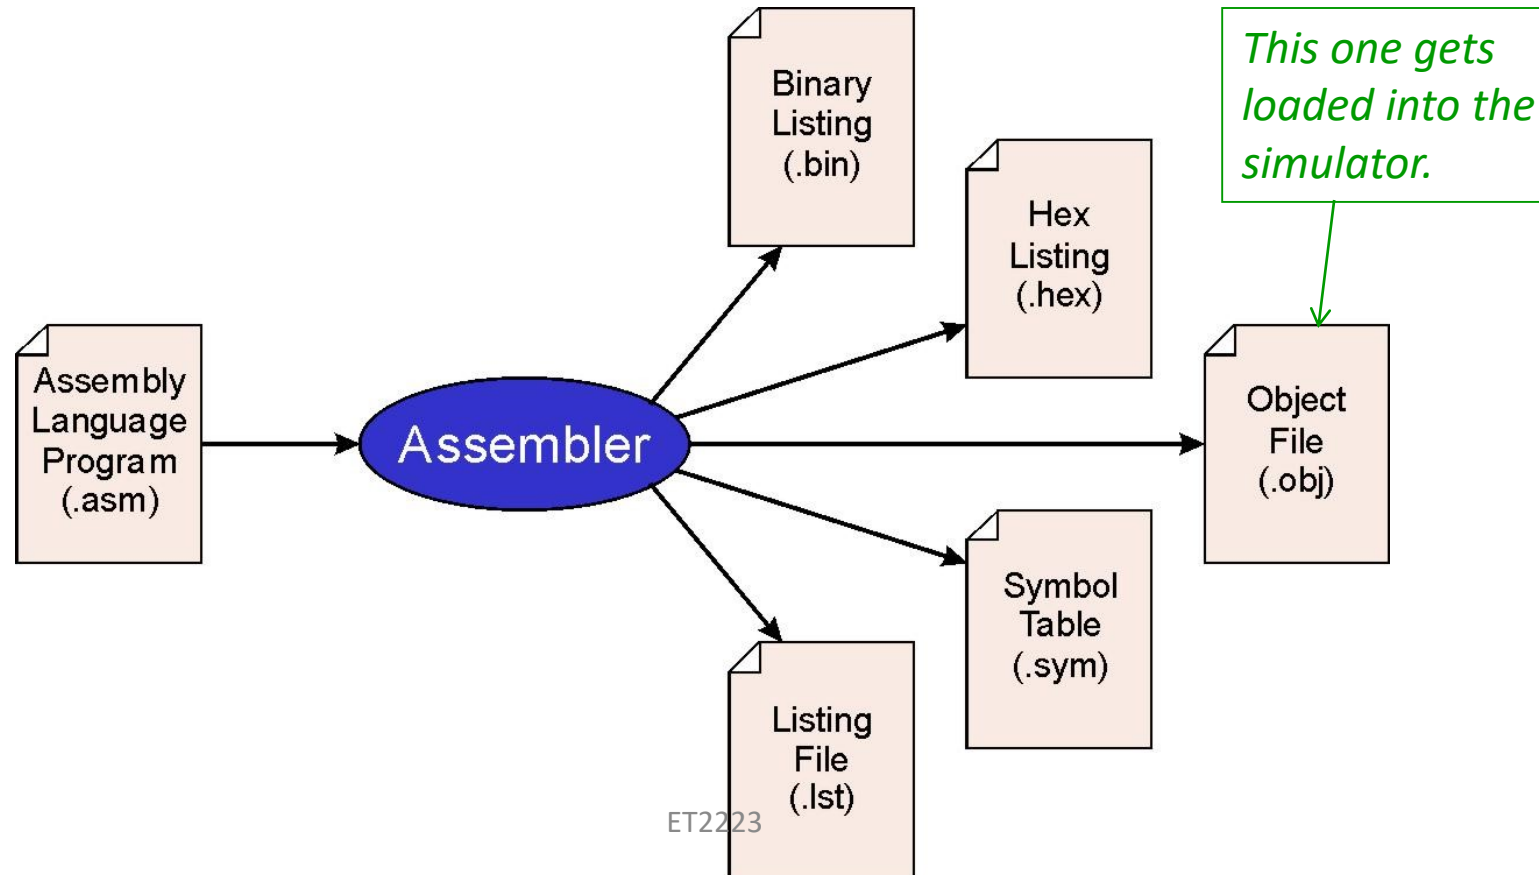 Binary
Listing
(.bin)
This one gets
loaded into the
simulator.
Hex
Listing
(.hex)
Assembly
Language
Program
(.asm)
Assembler
Object
File
(.obj)
Symbol
Table
(.sym)
Listing
File
(.lst)
ET2223